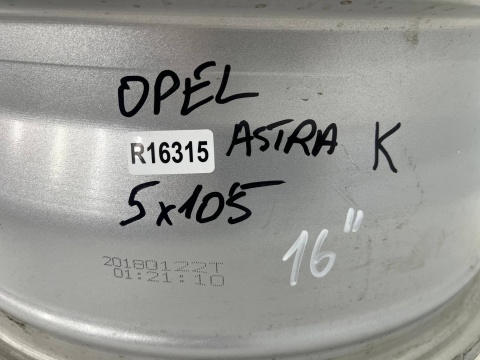 OPEL
R16315 ASTRA K
5x105
16"
20180122T
01:21:10